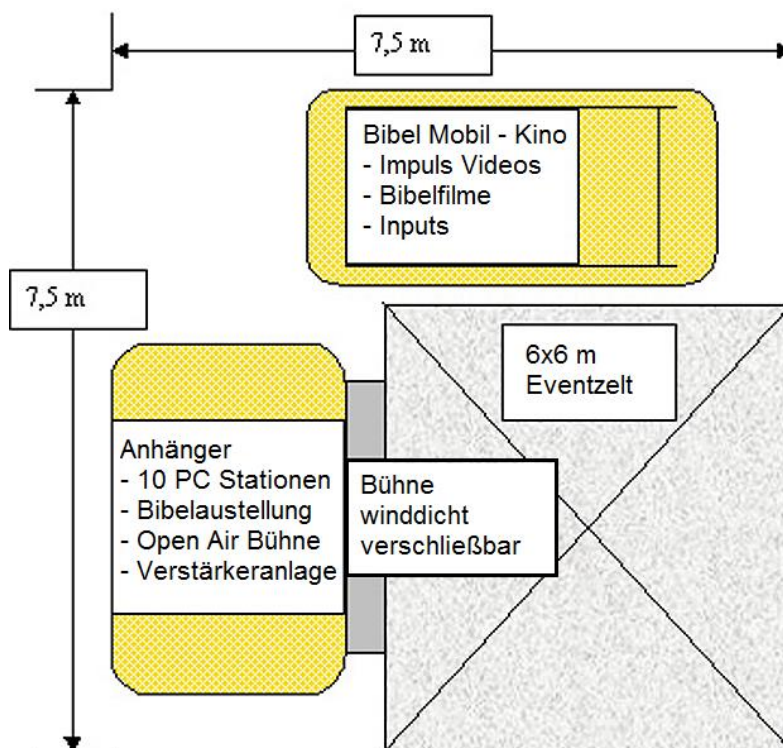 7,5 m
Bibel Mobil - Kino
- Impuls Videos
- Bibelfilme
- Inputs
7,5 m
6x6 m
Eventzelt
Anhänger
- 10 PC Stationen
- Bibelaustellung
- Open Air Bühne
- Verstärkeranlage
Bühne
winddicht
verschließbar